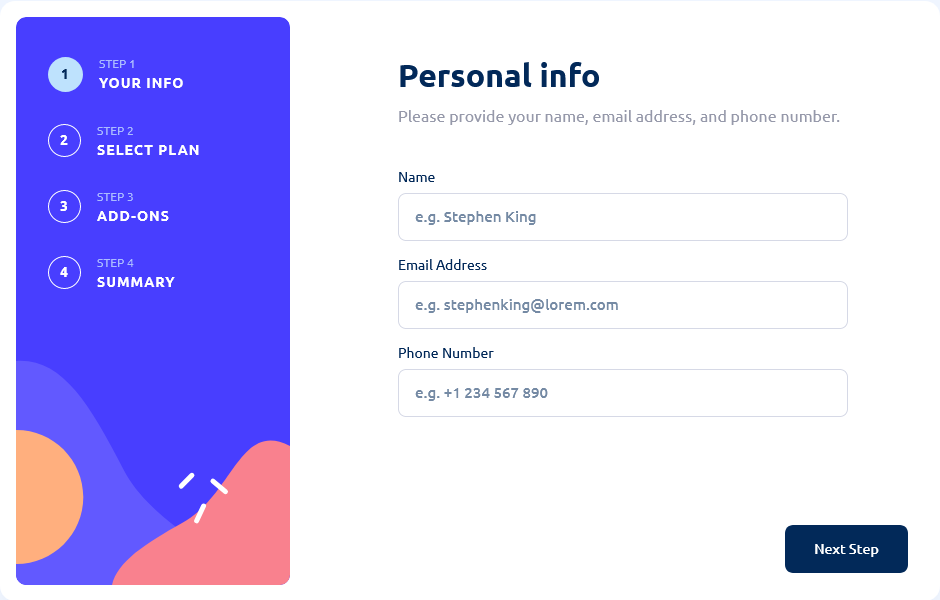 1
STEP 1
YOUR INFO
2
STEP 2
SELECT PLAN
3
STEP 3
ADD-ONS
4
STEP 4
SUMMARY
Personal info
Please provide your name, email address, and phone number.
Name
e.g. Stephen King
Email Address
e.g. stephenking@lorem.com
Phone Number
e.g. +1 234 567 890
Next Step